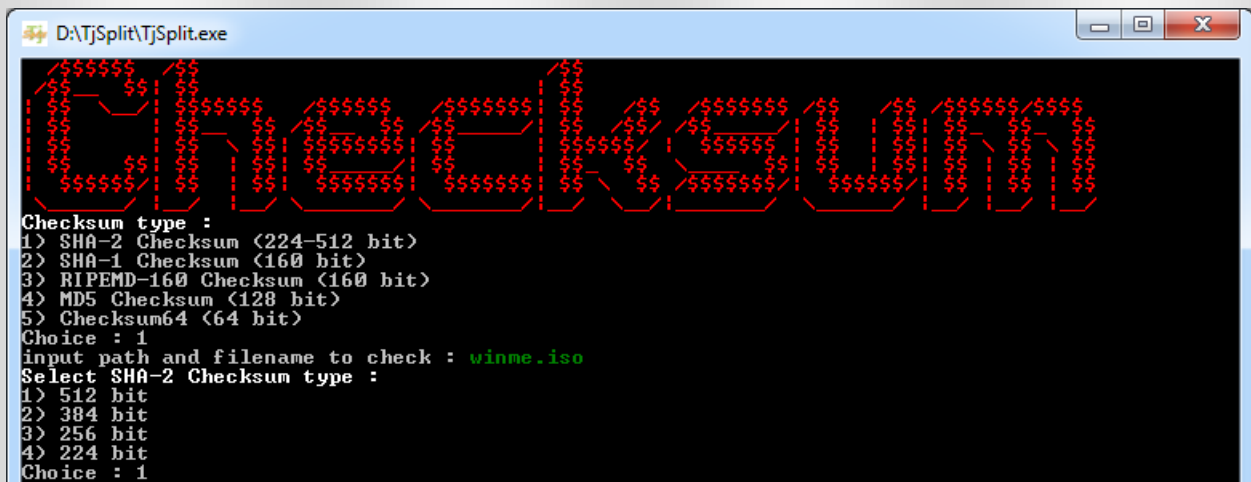 D:\TjSplit\TjSplit.exe
Checksum
Checksum type :
1) SHA-2 Checksum (224-512 bit)
2) SHA-1 Checksum (160 bit)
3) RIPEMD-160 Checksum (160 bit)
4) MD5 Checksum (128 bit)
5) Checksum64 (64 bit)
Choice : 1
input path and filename to check : winme.iso
Select SHA-2 Checksum type :
1) 512 bit
2) 384 bit
3) 256 bit
4) 224 bit
Choice : 1